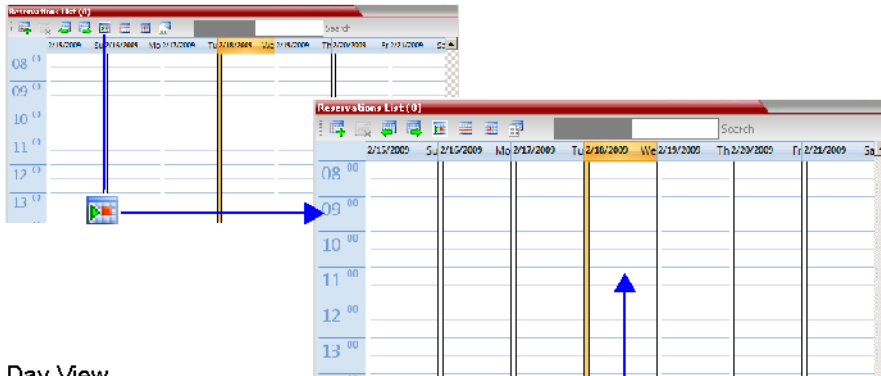 Reservations List (0)
Search
2/15/2009 Su 2/16/2009 Mo 2/17/2009 Tu 2/18/2009 We 2/19/2009 Th 2/20/2009 Fr 2/21/2009 Sa
08 00
09 00
10 00
11 00
12 00
13 00
Reservations List (0)
Search
2/15/2009 Su 2/16/2009 Mo 2/17/2009 Tu 2/18/2009 We 2/19/2009 Th 2/20/2009 Fr 2/21/2009 Sa
08 00
09 00
10 00
11 00
12 00
13 00
Day View